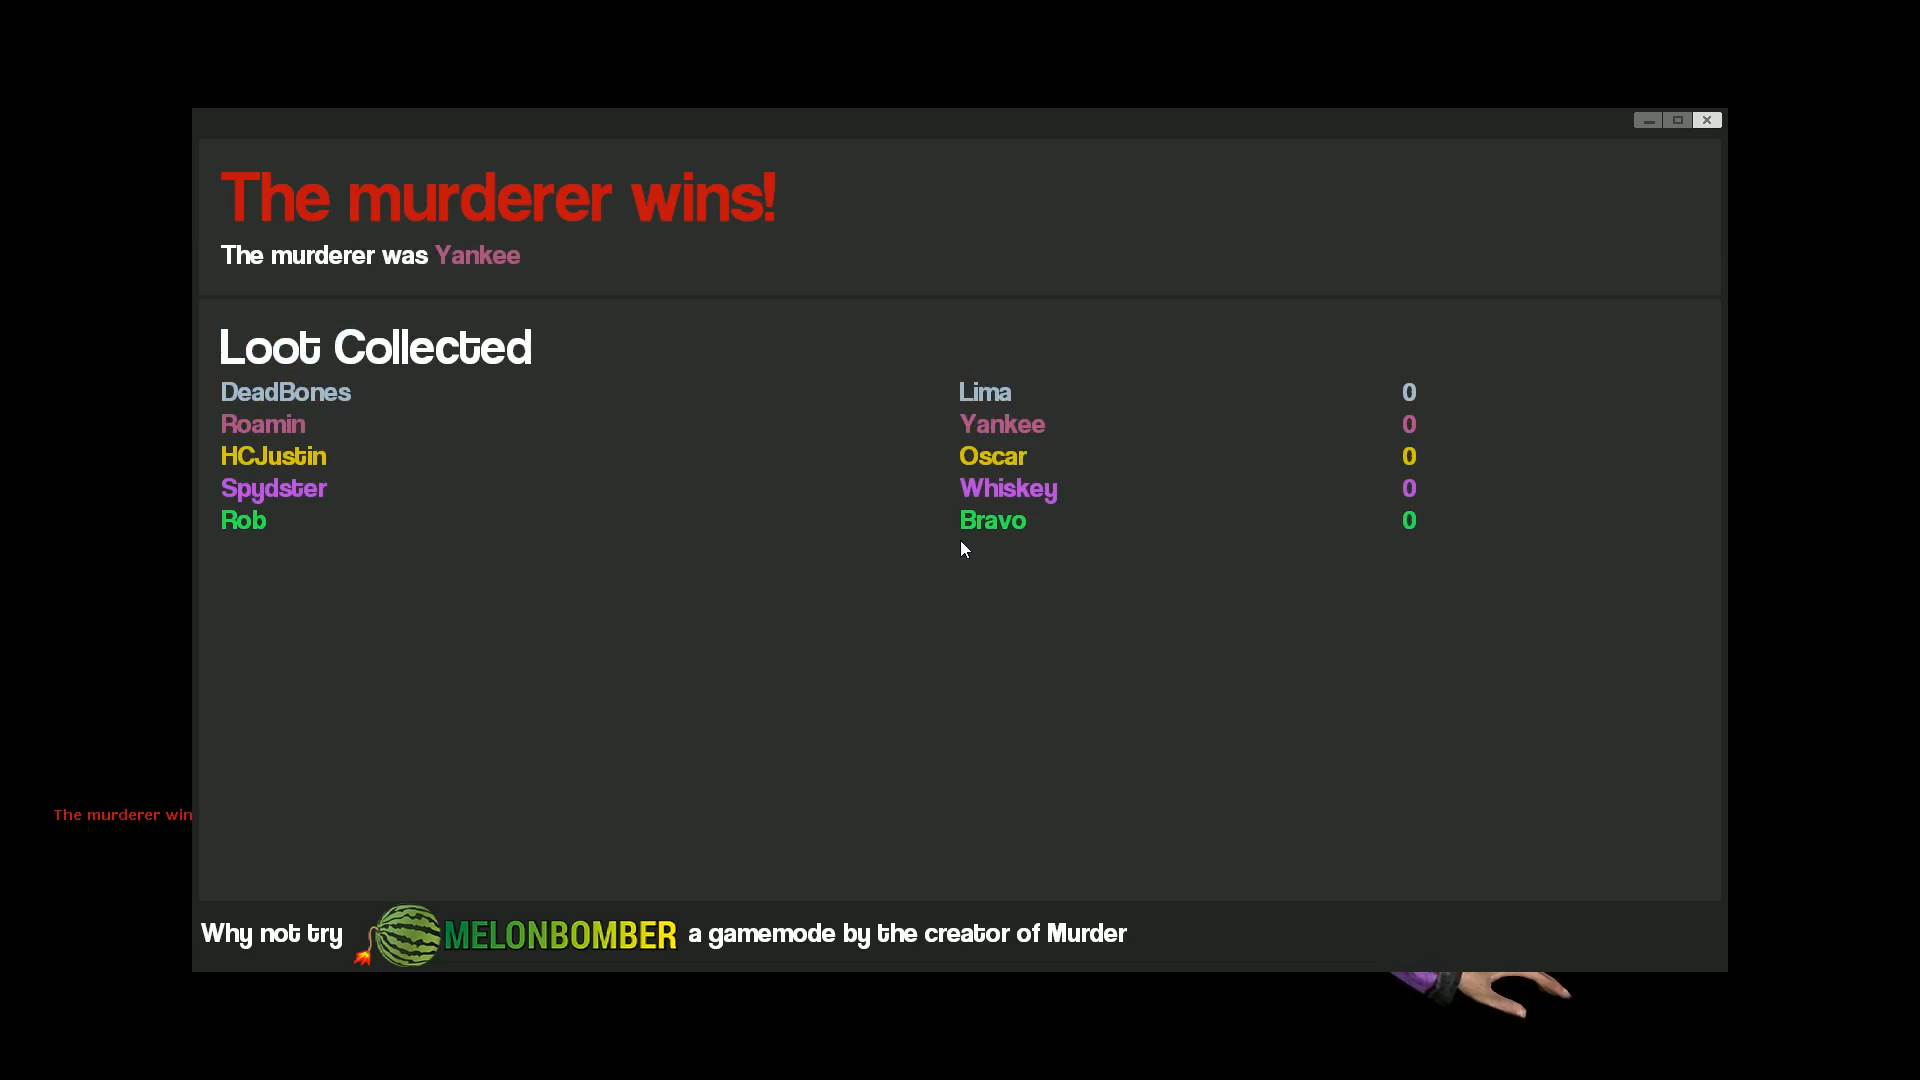 The murderer wins!
The murderer was Yankee
Loot Collected
DeadBones Lima 0
Roamin Yankee 0
HCJustin Oscar 0
Spydster Whiskey 0
Rob Bravo 0
The murderer win
Why not try MELONBOMBER a gamemode by the creator of Murder